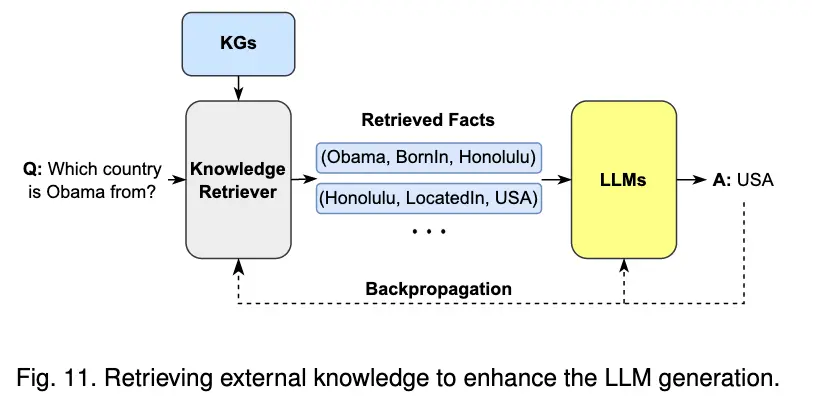 KGs
Retrieved Facts
Q: Which country
is Obama from?
Knowledge
Retriever
(Obama, BornIn, Honolulu)
(Honolulu, LocatedIn, USA)
...
LLMs
A: USA
Backpropagation
Fig. 11. Retrieving external knowledge to enhance the LLM generation.